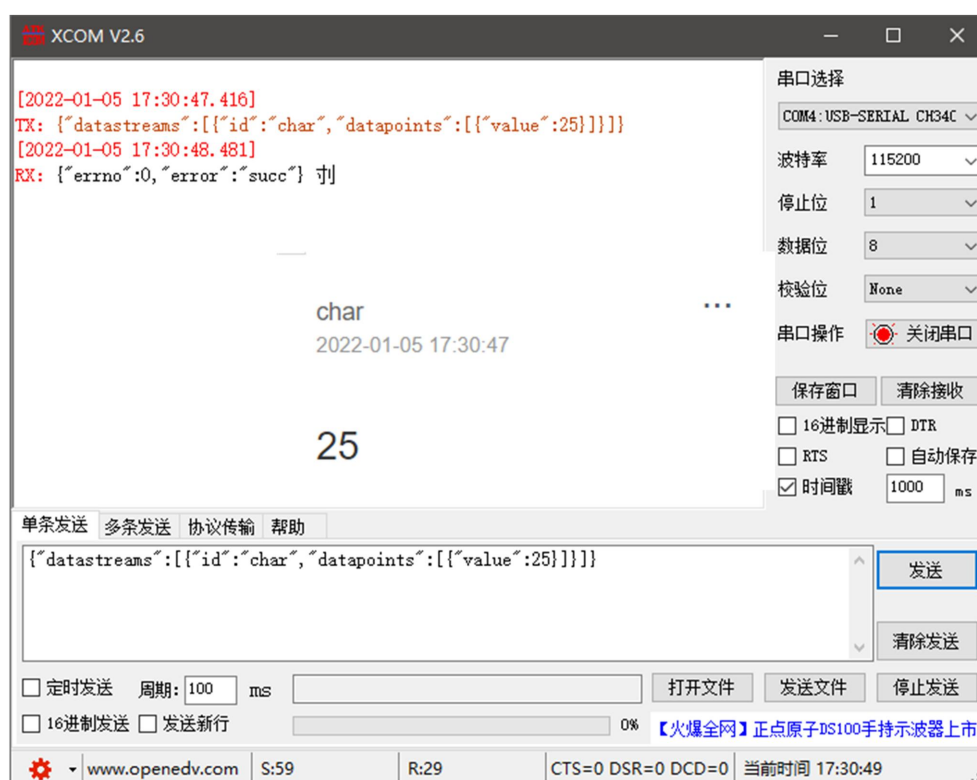 XCOM V2.6
[2022-01-05 17:30:47.416]
TX: {"datastreams":[{"id":"char","datapoints":[{"value":25}]}]}
[2022-01-05 17:30:48.481]
RX: {"errno":0,"error":"succ"}
char
2022-01-05 17:30:47
25
串口选择
COM4:USB-SERIAL CH34C
波特率 115200
停止位 1
数据位 8
校验位 None
串口操作 关闭串口
保存窗口 清除接收
16进制显示 DTR
RTS 自动保存
时间戳 1000 ms
单条发送 多条发送 协议传输 帮助
{"datastreams":[{"id":"char","datapoints":[{"value":25}]}]}
发送
清除发送
定时发送 周期: 100 ms 打开文件 发送文件 停止发送
16进制发送 发送新行 0% 【火爆全网】正点原子DS100手持示波器上市
www.openedv.com S:59 R:29 CTS=0 DSR=0 DCD=0 当前时间 17:30:49